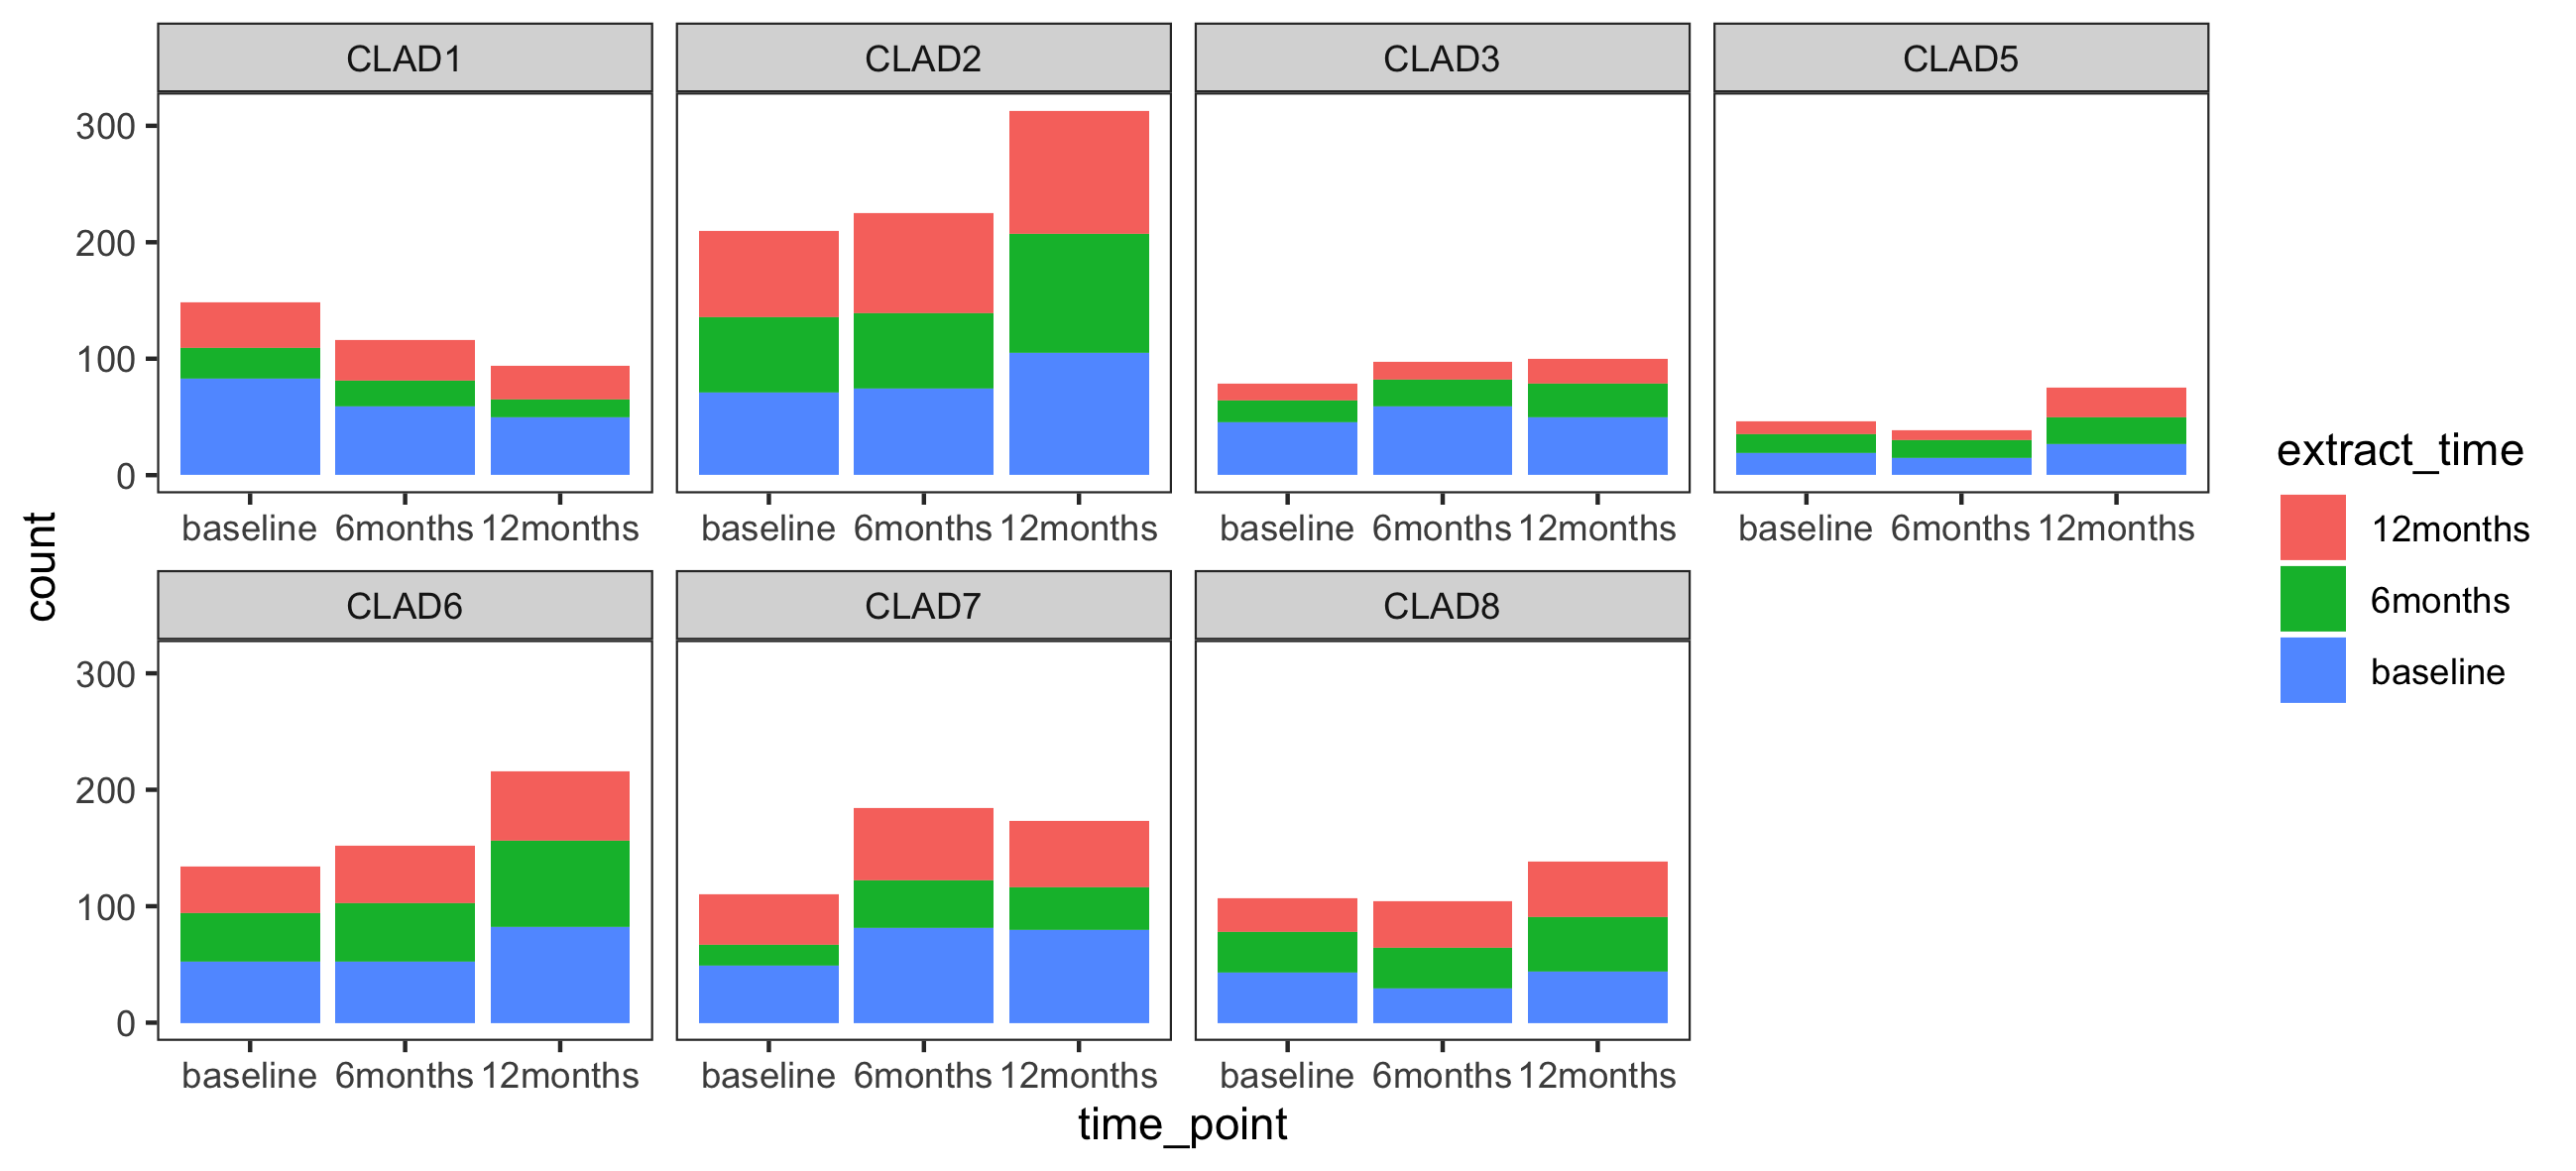 CLAD1 CLAD2 CLAD3 CLAD5
300
200
100
0
baseline 6months 12months baseline 6months 12months baseline 6months 12months baseline 6months 12months
count
extract_time
12months
6months
baseline
CLAD6 CLAD7 CLAD8
300
200
100
0
baseline 6months 12months baseline 6months 12months baseline 6months 12months
time_point